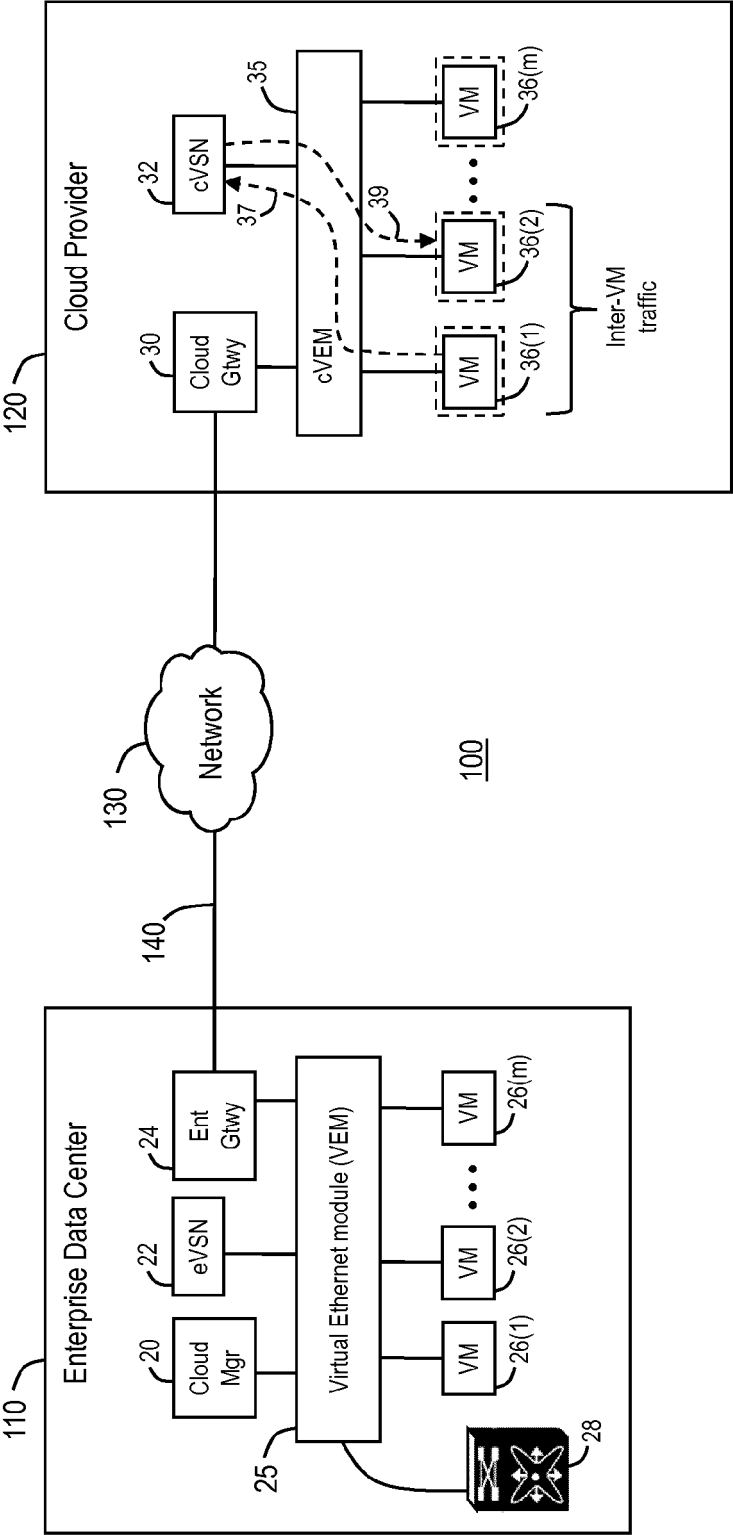 110
Enterprise Data Center
20
Cloud
Mgr
22
eVSN
24
Ent
Gtwy
25
Virtual Ethernet module (VEM)
VM
26(1)
VM
26(2)
VM
26(m)
28
140
130
Network
100
120
Cloud Provider
30
Cloud
Gtwy
32
cVSN
37
35
cVEM
39
VM
36(1)
VM
36(2)
VM
36(m)
Inter-VM
traffic